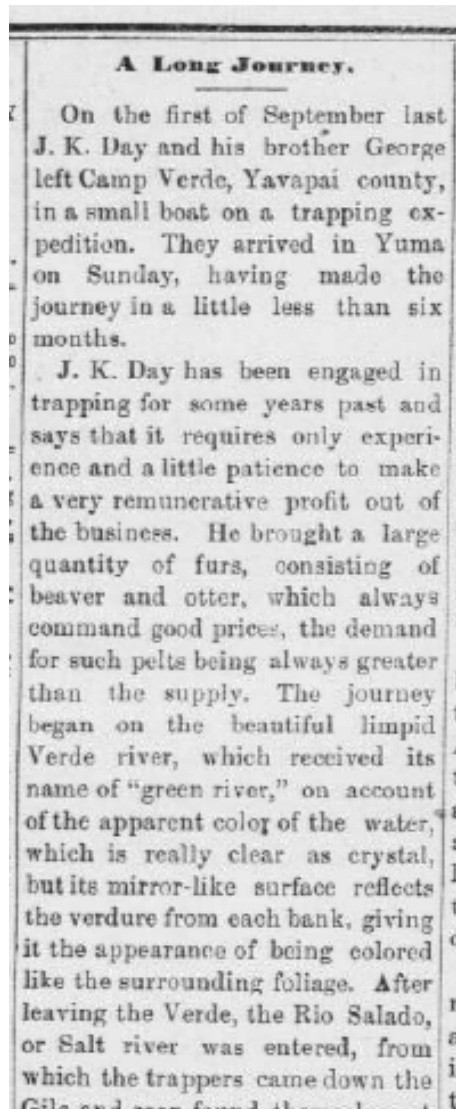 A Long Journey.
On the first of September last
J. K. Day and his brother George
left Camp Verde, Yavapai county,
in a small boat on a trapping ex-
pedition. They arrived in Yuma
on Sunday, having made the
journey in a little less than six
months.
J. K. Day has been engaged in
trapping for some years past and
says that it requires only experi-
ence and a little patience to make
a very remunerative profit out of
the business. He brought a large
quantity of furs, consisting of
beaver and otter, which always
command good prices, the demand
for such pelts being always greater
than the supply. The journey
began on the beautiful limpid
Verde river, which received its
name of "green river," on account
of the apparent color of the water,
which is really clear as crystal,
but its mirror-like surface reflects
the verdure from each bank, giving
it the appearance of being colored
like the surrounding foliage. After
leaving the Verde, the Rio Salado,
or Salt river was entered, from
which the trappers came down the